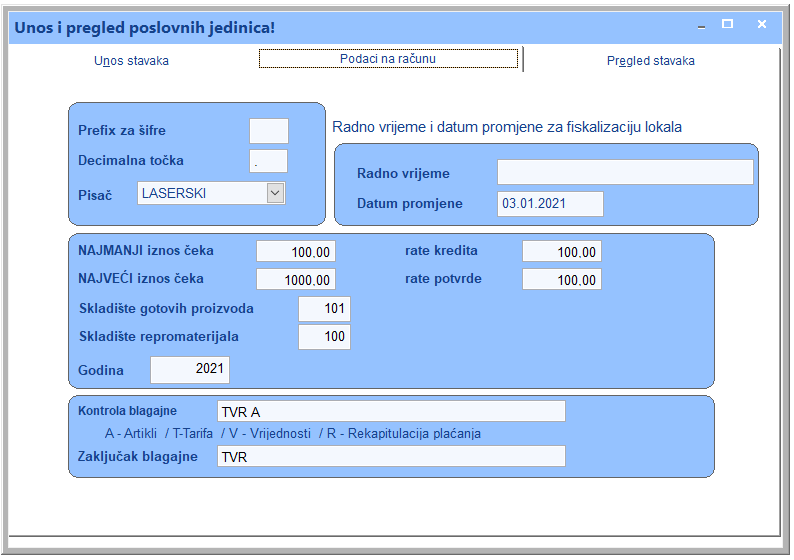 Unos i pregled poslovnih jedinica!
Unos stavaka
Podaci na računu
Pregled stavaka
Prefix za šifre
Decimalna točka .
Pisač LASERSKI
Radno vrijeme i datum promjene za fiskalizaciju lokala
Radno vrijeme
Datum promjene 03.01.2021
NAJMANJI iznos čeka 100,00 rate kredita 100,00
NAJVEĆI iznos čeka 1000,00 rate potvrde 100,00
Skladište gotovih proizvoda 101
Skladište repromaterijala 100
Godina 2021
Kontrola blagajne TVR A
A - Artikli / T-Tarifa / V - Vrijednosti / R - Rekapitulacija plaćanja
Zaključak blagajne TVR